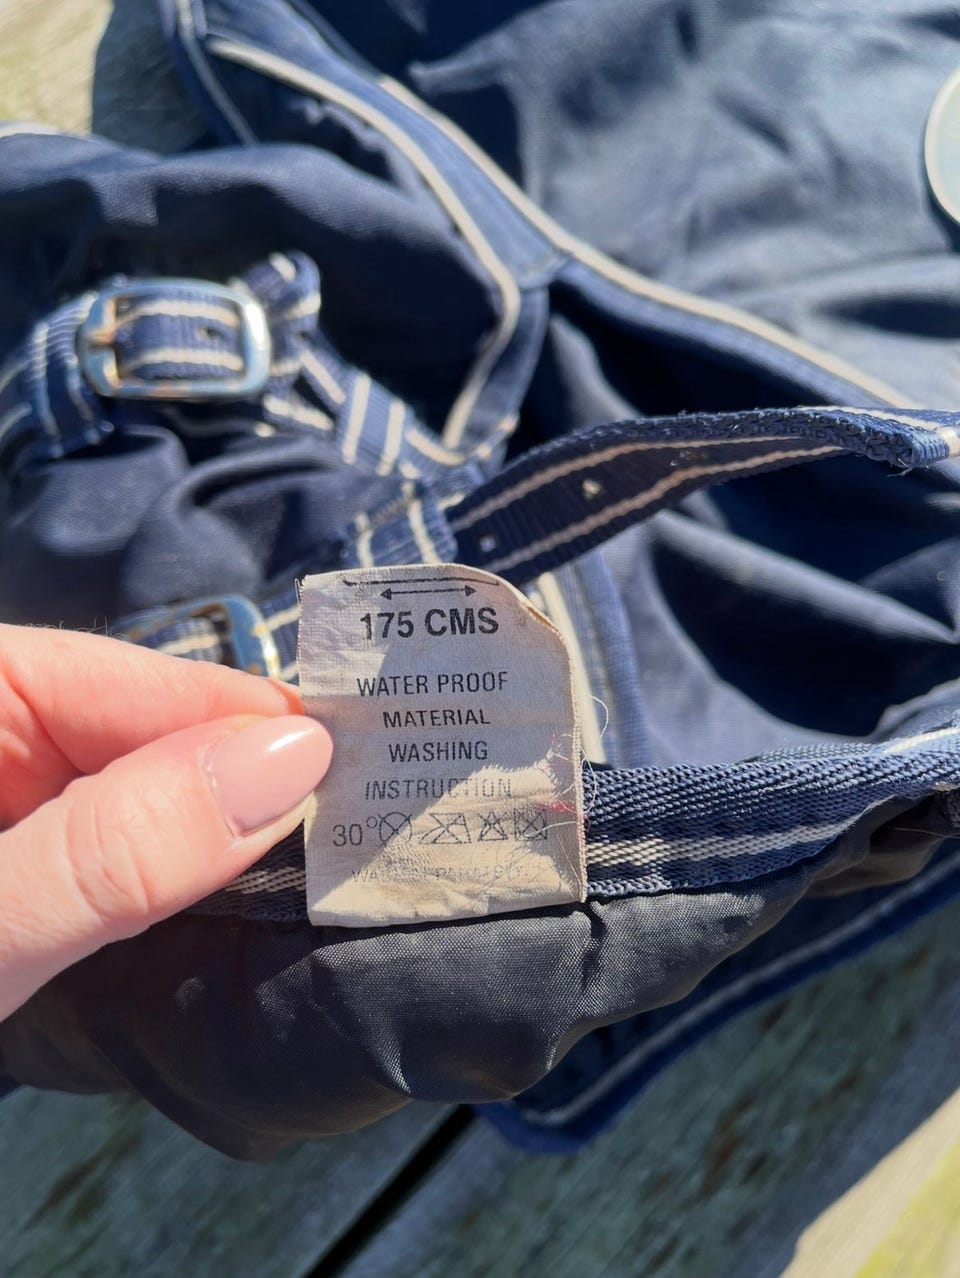 175 CMS
WATER PROOF
MATERIAL
WASHING
INSTRUCTION
30°